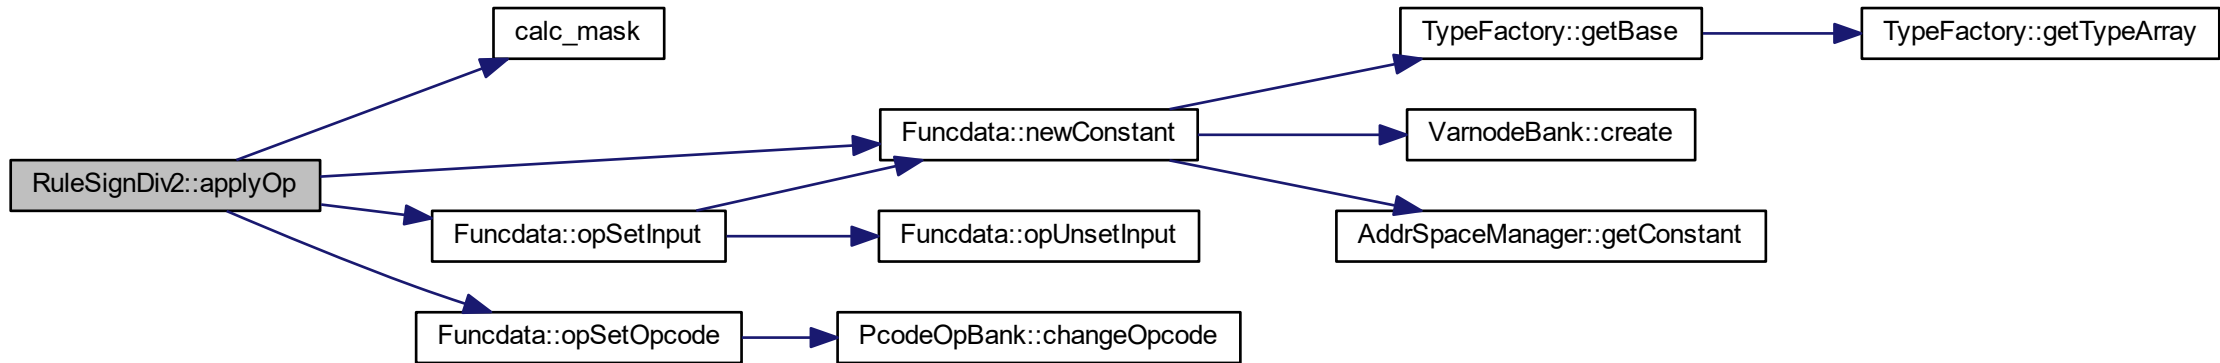 calc_mask
TypeFactory::getBase
TypeFactory::getTypeArray
Funcdata::newConstant
VarnodeBank::create
RuleSignDiv2::applyOp
Funcdata::opSetInput
Funcdata::opUnsetInput
AddrSpaceManager::getConstant
Funcdata::opSetOpcode
PcodeOpBank::changeOpcode